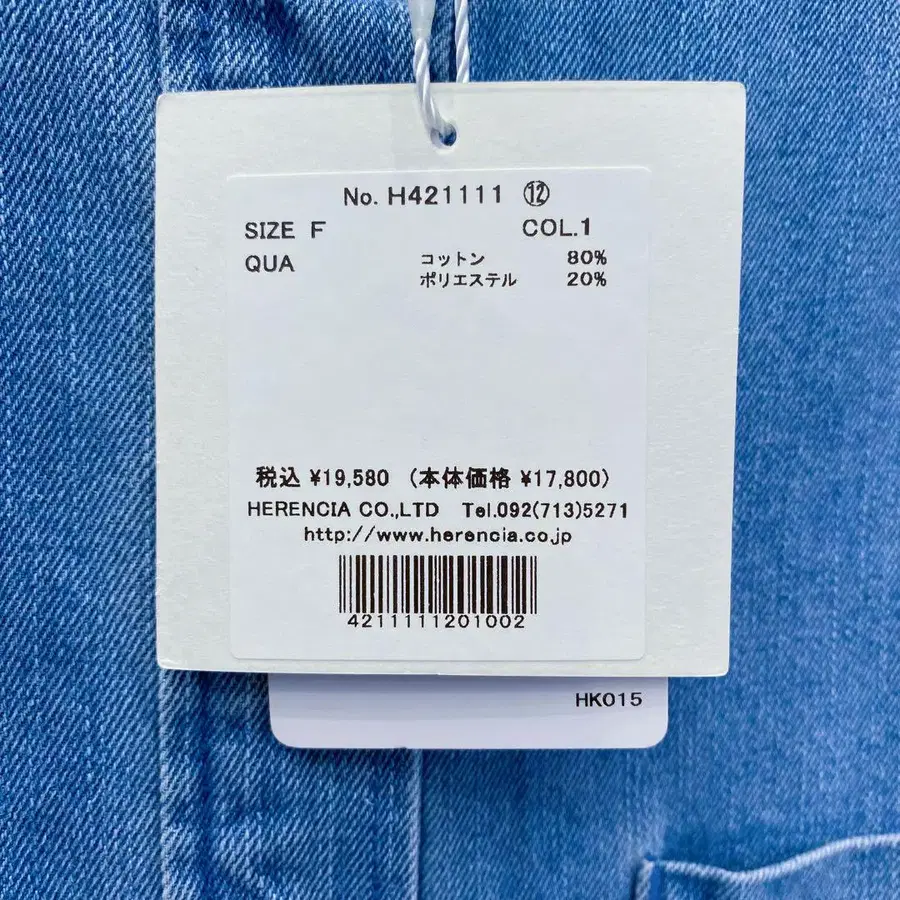 No. H421111 ⑫
SIZE F COL.1
QUA コットン 80%
ポリエステル 20%
税込 ¥19,580 (本体価格 ¥17,800)
HERENCIA CO.,LTD Tel.092(713)5271
http://www.herencia.co.jp
4211111201002
HK015